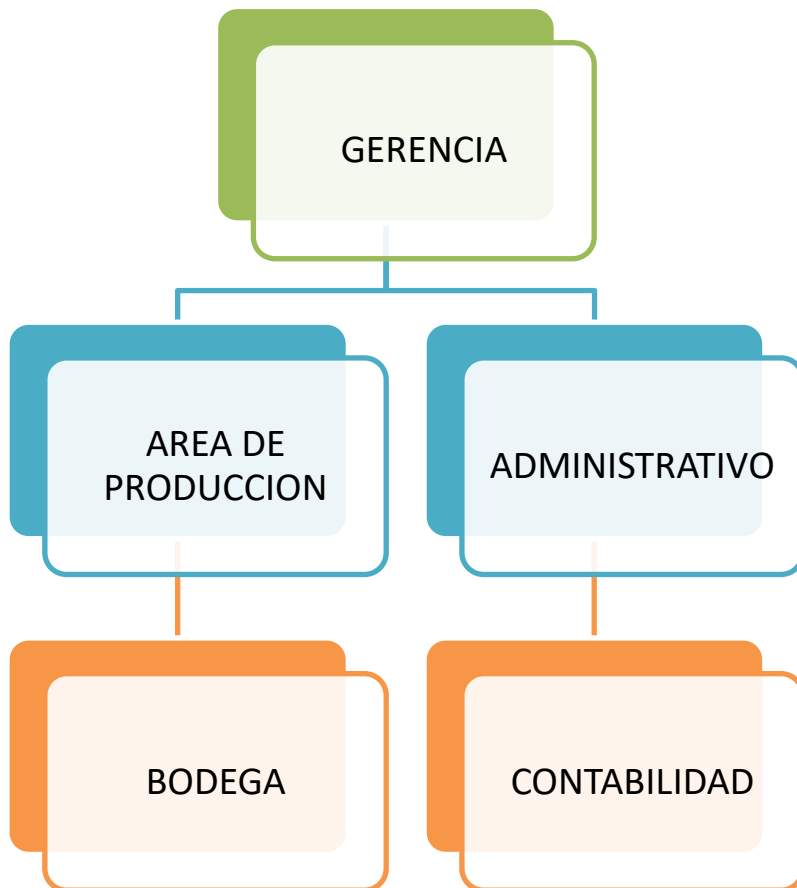 GERENCIA
AREA DE
PRODUCCION
ADMINISTRATIVO
BODEGA
CONTABILIDAD